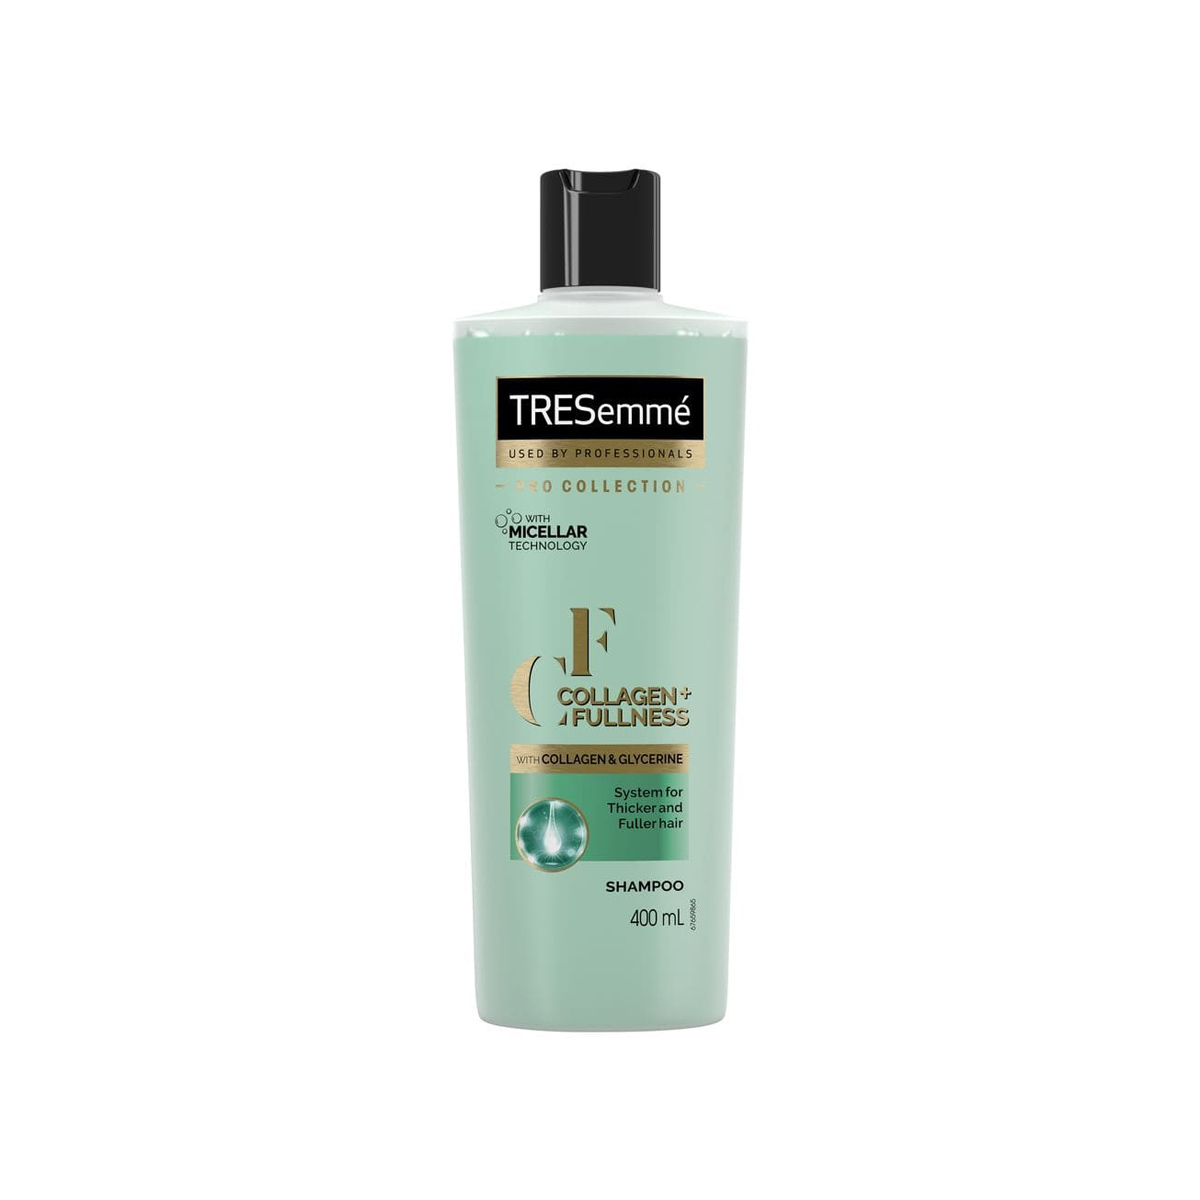 TRESemmé
USED BY PROFESSIONALS
PRO COLLECTION
WITH
MICELLAR
TECHNOLOGY
CF
COLLAGEN+
FULLNESS
WITH COLLAGEN & GLYCERINE
System for
Thicker and
Fuller hair
SHAMPOO
400 mL
67659865